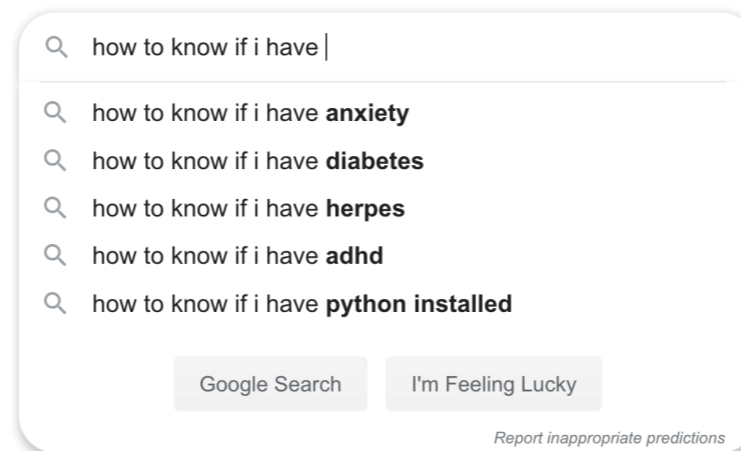 how to know if i have
how to know if i have anxiety
how to know if i have diabetes
how to know if i have herpes
how to know if i have adhd
how to know if i have python installed
Google Search I'm Feeling Lucky
Report inappropriate predictions